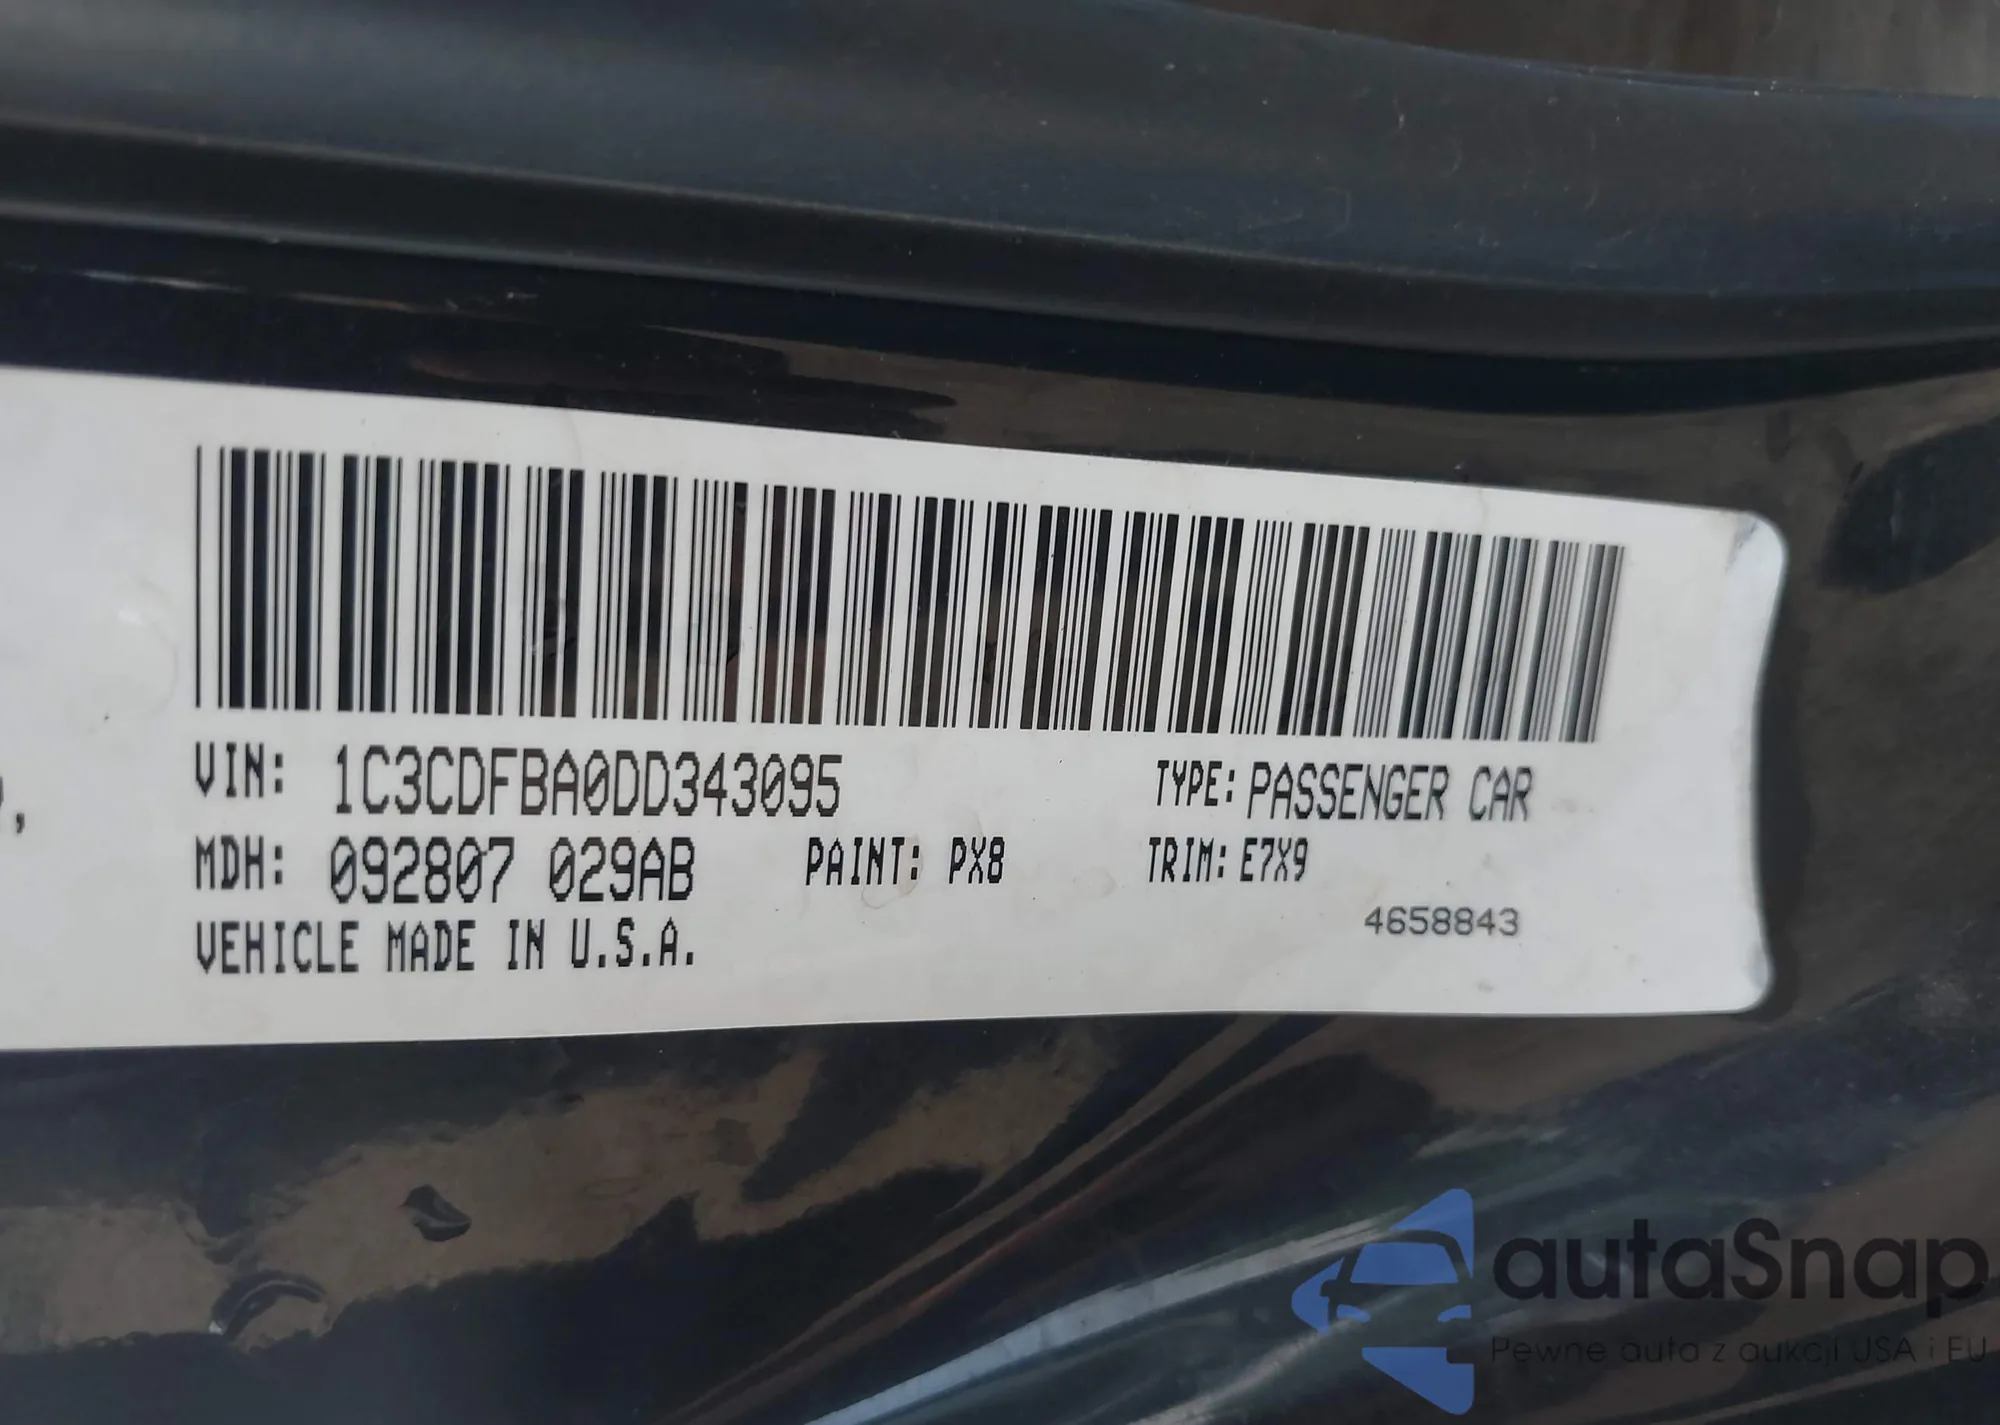 VIN: 1C3CDFBA0DD343095 TYPE: PASSENGER CAR
MDH: 092807 029AB PAINT: PX8 TRIM: E7X9
VEHICLE MADE IN U.S.A. 4658843
autaSnap
Pewne auta z aukcji USA i EU